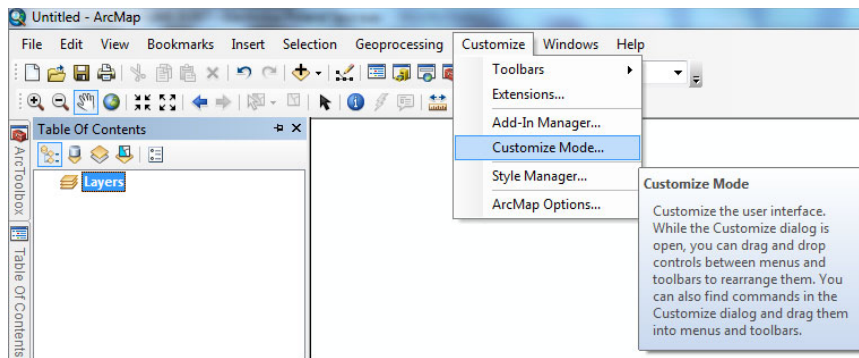 Untitled - ArcMap
File Edit View Bookmarks Insert Selection Geoprocessing Customize Windows Help
Toolbars
Extensions...
Add-In Manager...
Customize Mode...
Style Manager...
ArcMap Options...
Table Of Contents
Layers
ArcToolbox
Table Of Contents
Customize Mode
Customize the user interface.
While the Customize dialog is
open, you can drag and drop
controls between menus and
toolbars to rearrange them. You
can also find commands in the
Customize dialog and drag them
into menus and toolbars.